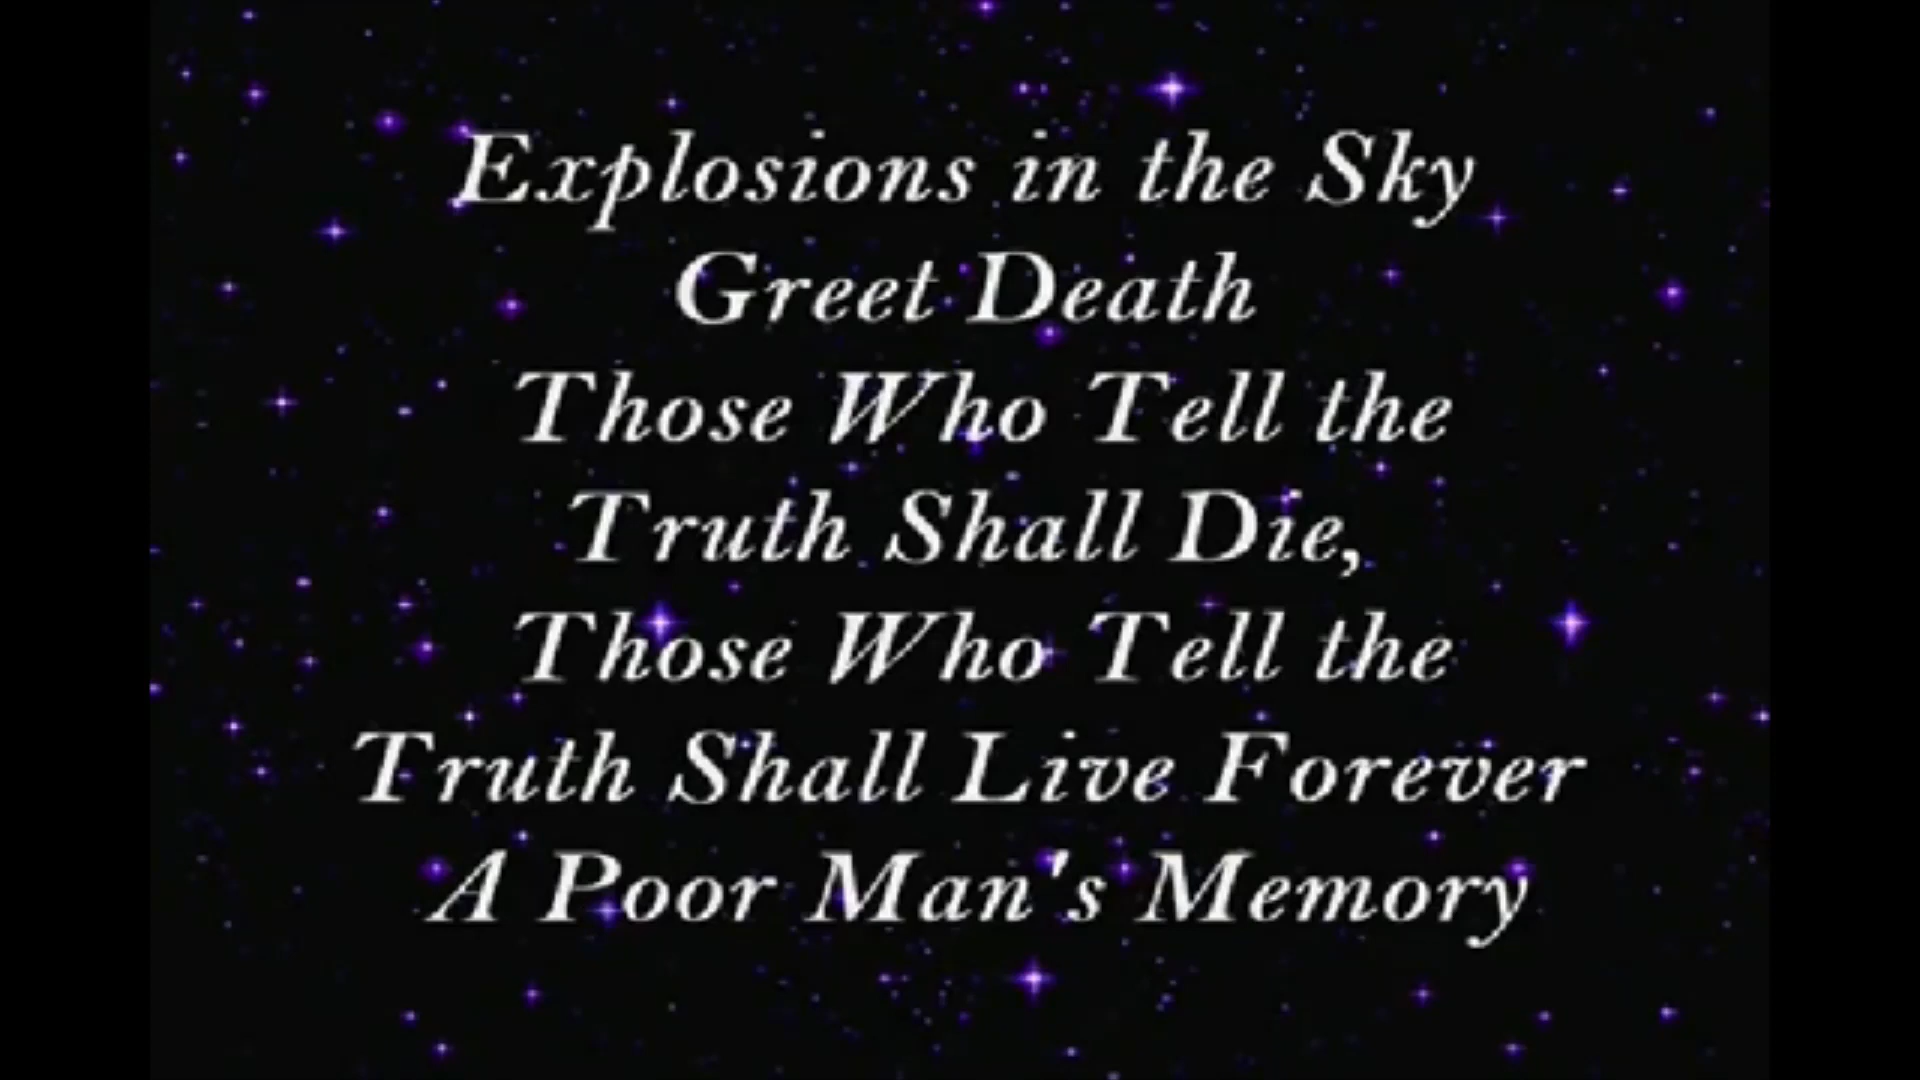 Explosions in the Sky
Greet Death
Those Who Tell the
Truth Shall Die,
Those Who Tell the
Truth Shall Live Forever
A Poor Man's Memory